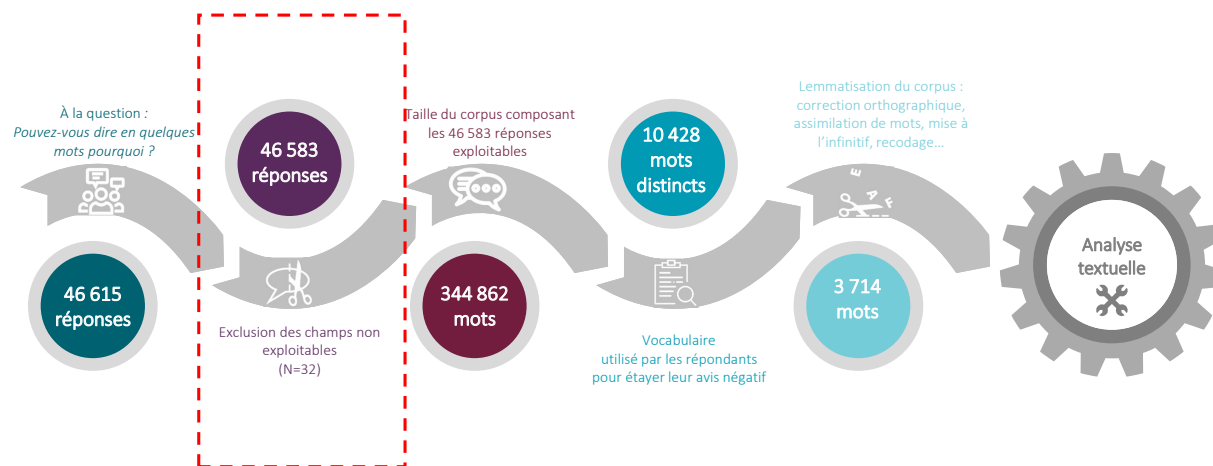 À la question :
Pouvez-vous dire en quelques
mots pourquoi ?
46 615
réponses
46 583
réponses
Exclusion des champs non
exploitables
(N=32)
Taille du corpus composant
les 46 583 réponses
exploitables
344 862
mots
10 428
mots
distincts
Vocabulaire
utilisé par les répondants
pour étayer leur avis négatif
Lemmatisation du corpus :
correction orthographique,
assimilation de mots, mise à
l'infinitif, recodage…
E
A
F
3 714
mots
Analyse
textuelle